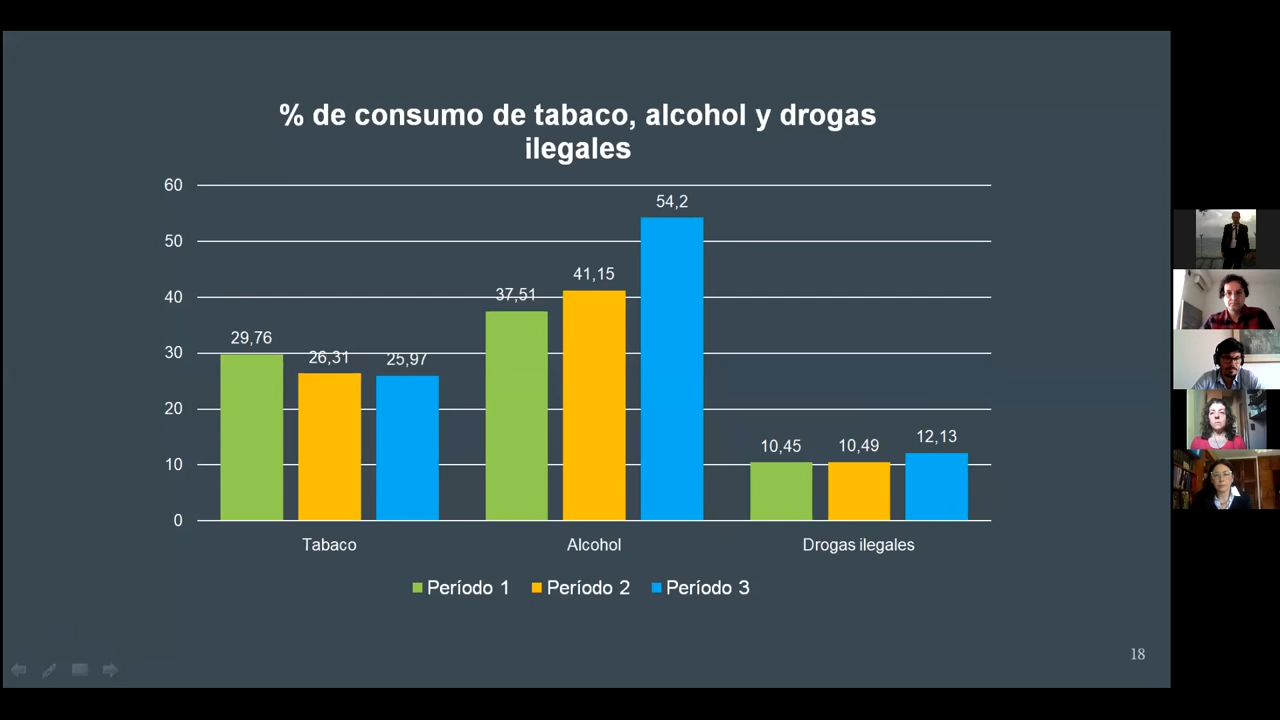 % de consumo de tabaco, alcohol y drogas
ilegales
60
50
40
30
20
10
0
29,76
26,31
25,97
37,51
41,15
54,2
10,45
10,49
12,13
Tabaco
Alcohol
Drogas ilegales
Período 1
Período 2
Período 3
18